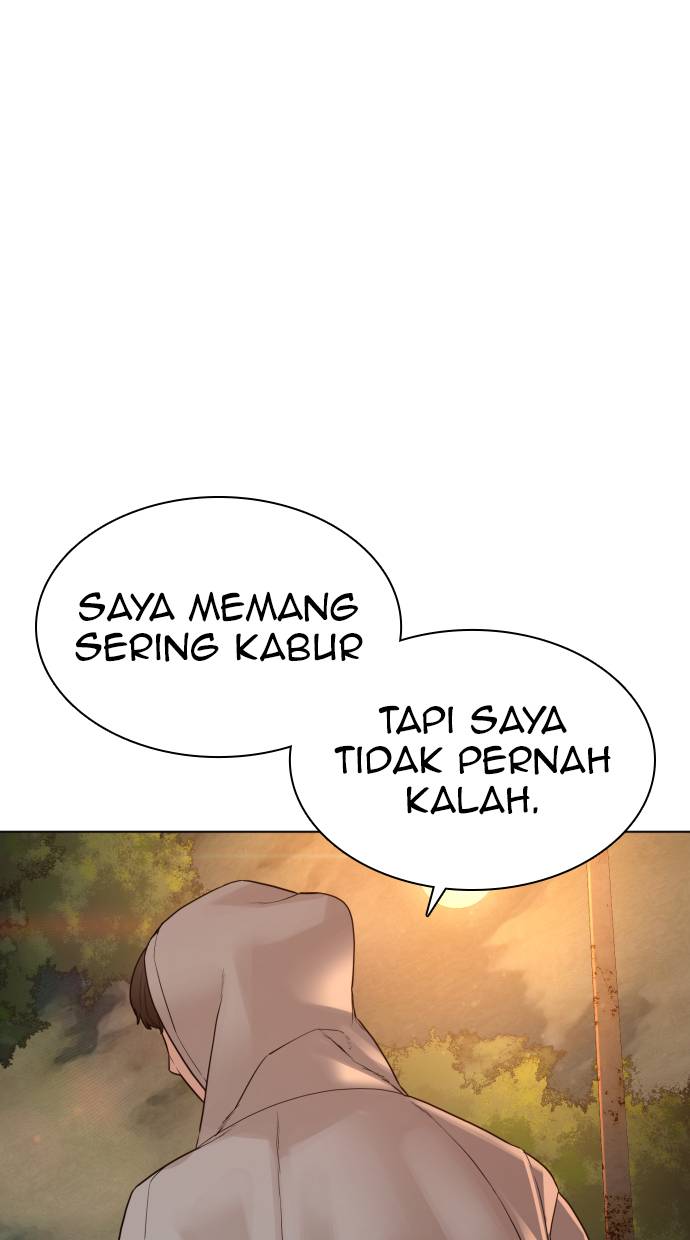 SAYA MEMANG
SERING KABUR
TAPI SAYA
TIDAK PERNAH
KALAH.